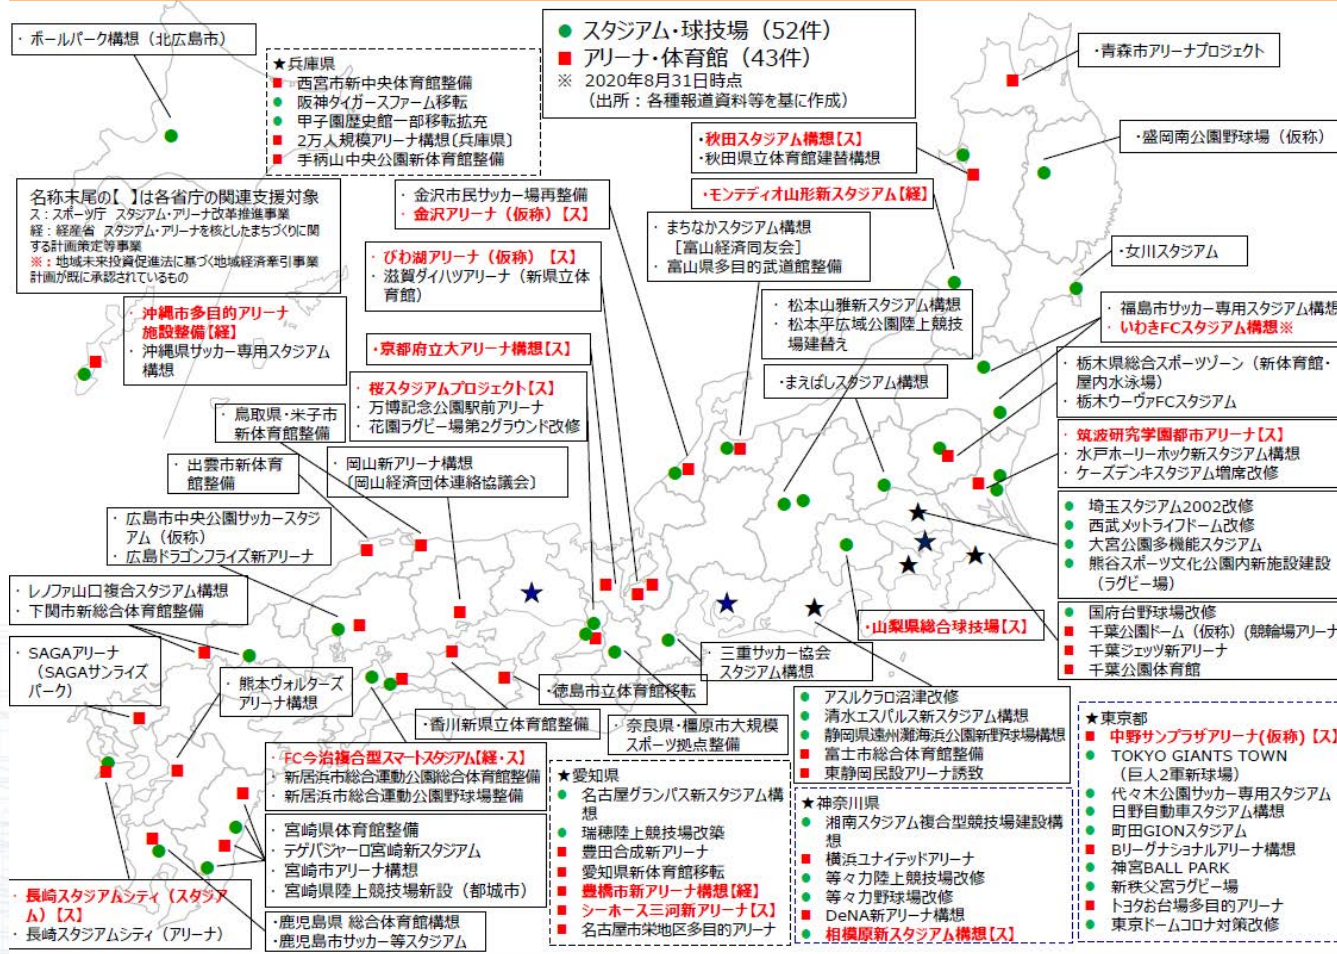 ・ボールパーク構想（北広島市）
★兵庫県
■ 西宮市新中央体育館整備
● 阪神タイガースファーム移転
● 甲子園歴史館一部移転拡充
■ 2万人規模アリーナ構想〔兵庫県〕
■ 手柄山中央公園新体育館整備
● スタジアム・球技場（52件）
■ アリーナ・体育館（43件）
※ 2020年8月31日時点
（出所：各種報道資料等を基に作成）
・青森市アリーナプロジェクト
・盛岡南公園野球場（仮称）
・秋田スタジアム構想【ス】
・秋田県立体育館建替構想
・モンテディオ山形新スタジアム【経】
・女川スタジアム
名称末尾の【 】は各省庁の関連支援対象
ス：スポーツ庁 スタジアム・アリーナ改革推進事業
経：経産省 スタジアム・アリーナを核としたまちづくりに関
する計画策定等事業
※：地域未来投資促進法に基づく地域経済牽引事業
計画が既に承認されているもの
・金沢市民サッカー場再整備
・金沢アリーナ（仮称）【ス】
・まちなかスタジアム構想
［富山経済同友会］
・富山県多目的武道館整備
・びわ湖アリーナ（仮称）【ス】
・滋賀ダイハツアリーナ（新県立体
育館）
・松本山雅新スタジアム構想
・松本平広域公園陸上競技
場建替え
・福島市サッカー専用スタジアム構想
・いわきFCスタジアム構想※
・沖縄市多目的アリーナ
施設整備【経】
・沖縄県サッカー専用スタジアム
構想
・京都府立大アリーナ構想【ス】
・まえばしスタジアム構想
・栃木県総合スポーツゾーン（新体育館・
屋内水泳場）
・栃木ウーヴァFCスタジアム
・桜スタジアムプロジェクト【ス】
・万博記念公園駅前アリーナ
・花園ラグビー場第2グラウンド改修
・鳥取県・米子市
新体育館整備
・筑波研究学園都市アリーナ【ス】
・水戸ホーリーホック新スタジアム構想
・ケーズデンキスタジアム増席改修
・出雲市新体育
館整備
・岡山新アリーナ構想
〔岡山経済団体連絡協議会〕
● 埼玉スタジアム2002改修
● 西武メットライフドーム改修
● 大宮公園多機能スタジアム
● 熊谷スポーツ文化公園内新施設建設
（ラグビー場）
・広島市中央公園サッカースタジ
アム（仮称）
・広島ドラゴンフライズ新アリーナ
・レノファ山口複合スタジアム構想
・下関市新総合体育館整備
● 国府台野球場改修
■ 千葉公園ドーム（仮称）(競輪場アリーナ
■ 千葉ジェッツ新アリーナ
■ 千葉公園体育館
・山梨県総合球技場【ス】
・SAGAアリーナ
（SAGAサンライズ
パーク）
・熊本ヴォルターズ
アリーナ構想
・三重サッカー協会
スタジアム構想
・徳島市立体育館移転
・香川新県立体育館整備
・奈良県・橿原市大規模
スポーツ拠点整備
● アスルクラロ沼津改修
● 清水エスパルス新スタジアム構想
● 静岡県遠州灘海浜公園新野球場構想
■ 富士市総合体育館整備
■ 東静岡民設アリーナ誘致
・FC今治複合型スマートスタジアム【経・ス】
・新居浜市総合運動公園総合体育館整備
・新居浜市総合運動公園野球場整備
★愛知県
● 名古屋グランパス新スタジアム構
想
● 瑞穂陸上競技場改築
■ 豊田合成新アリーナ
■ 愛知県新体育館移転
■ 豊橋市新アリーナ構想【経】
■ シーホース三河新アリーナ【ス】
■ 名古屋市栄地区多目的アリーナ
★神奈川県
● 湘南スタジアム複合型競技場建設構
想
■ 横浜ユナイテッドアリーナ
● 等々力陸上競技場改修
● 等々力野球場改修
■ DeNA新アリーナ構想
● 相模原新スタジアム構想【ス】
★東京都
■ 中野サンプラザアリーナ(仮称)【ス】
● TOKYO GIANTS TOWN
（巨人2軍新球場）
● 代々木公園サッカー専用スタジアム
● 日野自動車スタジアム構想
● 町田GIONスタジアム
■ Bリーグナショナルアリーナ構想
● 神宮BALL PARK
● 新秩父宮ラグビー場
■ トヨタお台場多目的アリーナ
● 東京ドームコロナ対策改修
・宮崎県体育館整備
・テゲバジャーロ宮崎新スタジアム
・宮崎市アリーナ構想
・宮崎県陸上競技場新設（都城市）
・長崎スタジアムシティ（スタジア
ム）【ス】
・長崎スタジアムシティ（アリーナ）
・鹿児島県 総合体育館構想
・鹿児島市サッカー等スタジアム